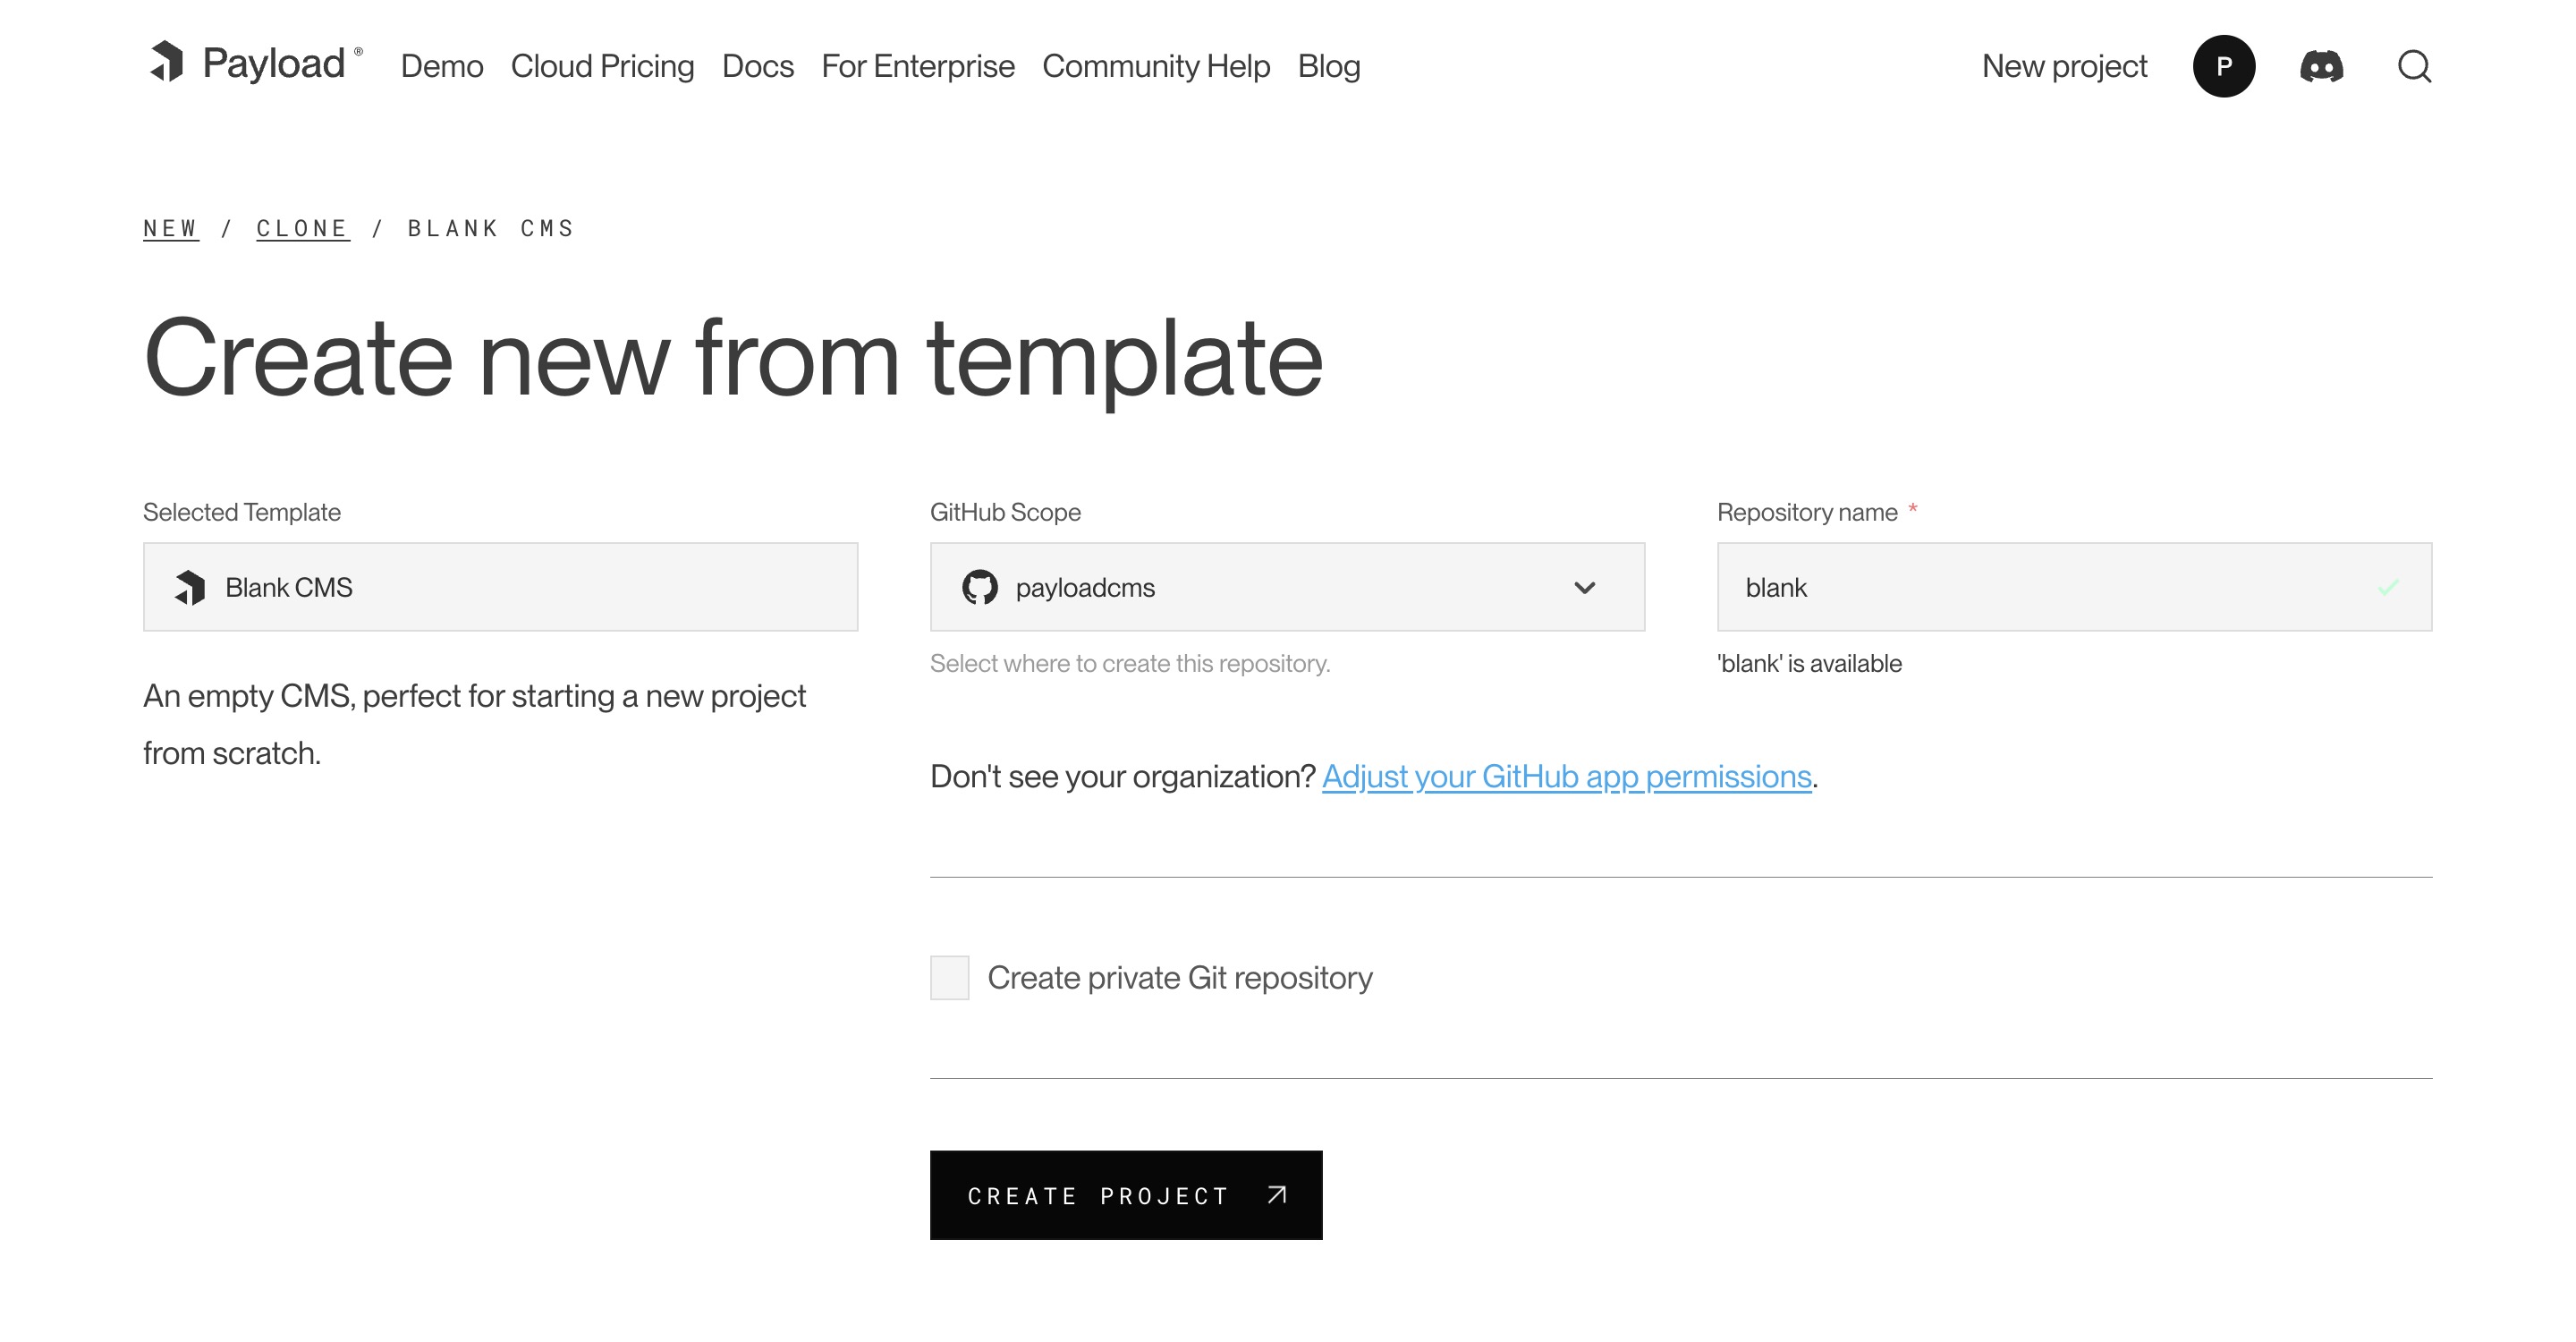 Payload ® Demo Cloud Pricing Docs For Enterprise Community Help Blog New project P
NEW / CLONE / BLANK CMS
Create new from template
Selected Template
Blank CMS
An empty CMS, perfect for starting a new project
from scratch.
GitHub Scope
payloadcms
Select where to create this repository.
Repository name *
blank
'blank' is available
Don't see your organization? Adjust your GitHub app permissions.
Create private Git repository
CREATE PROJECT